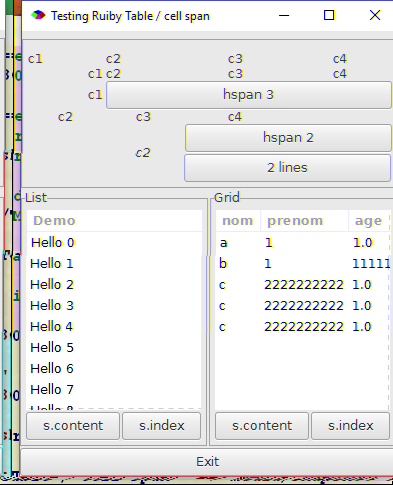 Testing Ruiby Table / cell span
c1 c2 c3 c4
c1 c2 c3 c4
c1 hspan 3
c2 c3 c4
hspan 2
c2
2 lines
List
Demo
Hello 0
Hello 1
Hello 2
Hello 3
Hello 4
Hello 5
Hello 6
Hello 7
s.content s.index
Grid
nom prenom age
a 1 1.0
b 1 11111
c 2222222222 1.0
c 2222222222 1.0
c 2222222222 1.0
s.content s.index
Exit